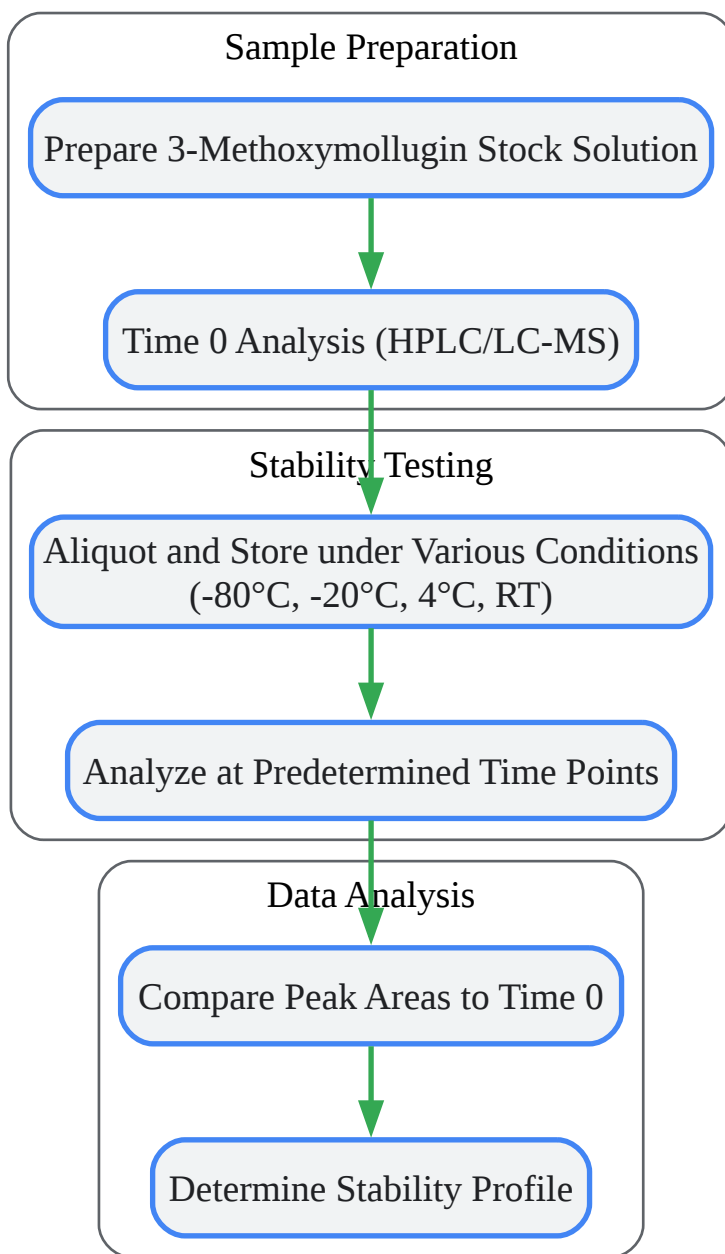 Sample Preparation
Prepare 3-Methoxymollugin Stock Solution
Time 0 Analysis (HPLC/LC-MS)
Stability Testing
Aliquot and Store under Various Conditions
(-80°C, -20°C, 4°C, RT)
Analyze at Predetermined Time Points
Data Analysis
Compare Peak Areas to Time 0
Determine Stability Profile